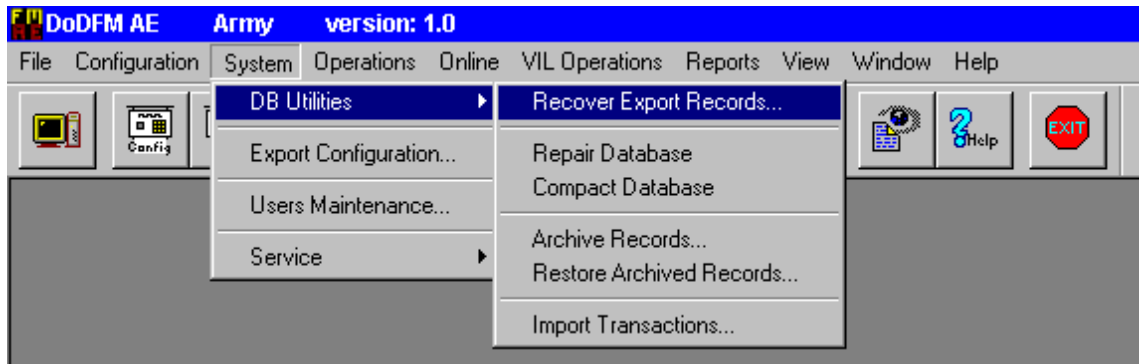 FM AE DoDFM AE Army version: 1.0
File Configuration System Operations Online VIL Operations Reports View Window Help
DB Utilities
Export Configuration...
Users Maintenance...
Service
Recover Export Records...
Repair Database
Compact Database
Archive Records...
Restore Archived Records...
Import Transactions...
Config
Help
EXIT